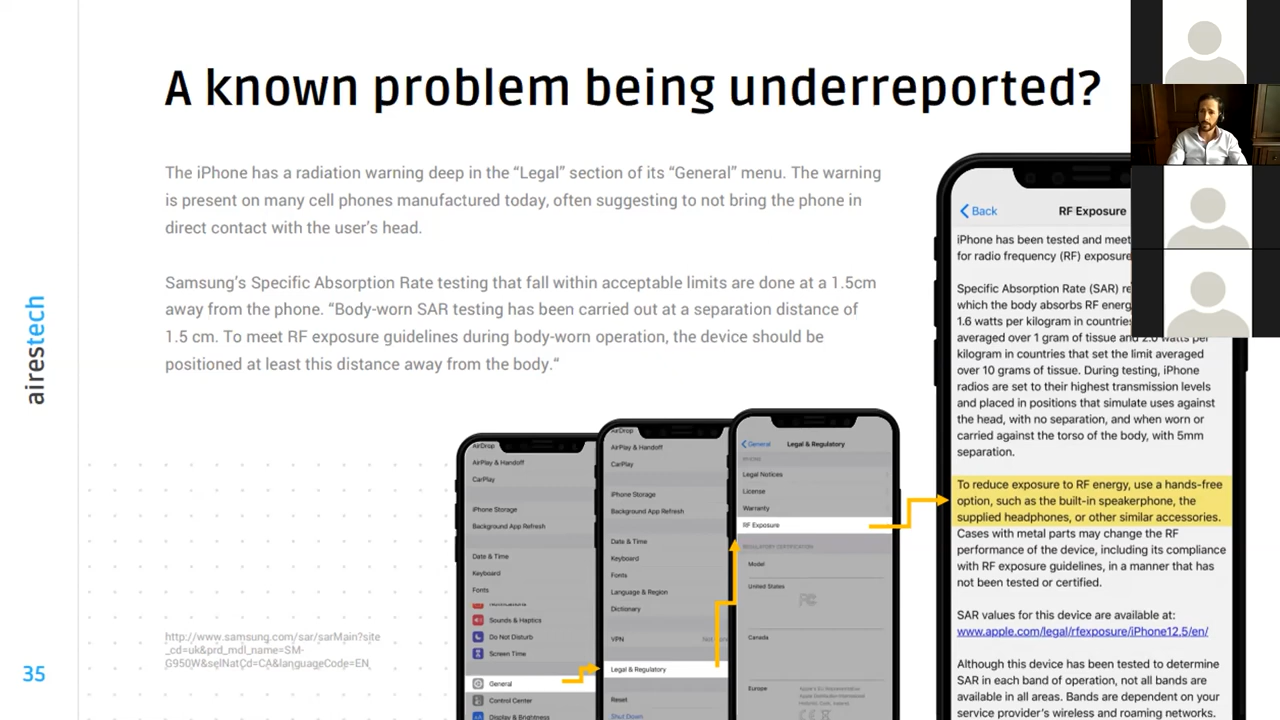 A known problem being underreported?
The iPhone has a radiation warning deep in the “Legal” section of its “General” menu. The warning
is present on many cell phones manufactured today, often suggesting to not bring the phone in
direct contact with the user’s head.
Samsung’s Specific Absorption Rate testing that fall within acceptable limits are done at a 1.5cm
away from the phone. “Body-worn SAR testing has been carried out at a separation distance of
1.5 cm. To meet RF exposure guidelines during body-worn operation, the device should be
positioned at least this distance away from the body.“
airestech
http://www.samsung.com/sar/sarMain?site
_cd=uk&prd_mdl_name=SM-
G950W&selNatCd=CA&languageCode=EN
35
AirDrop
AirPlay & Handoff
CarPlay
iPhone Storage
Background App Refresh
Date & Time
Keyboard
Fonts
Notifications
Sounds & Haptics
Do Not Disturb
Screen Time
General
Control Center
Display & Brightness
AirDrop
AirPlay & Handoff
CarPlay
iPhone Storage
Background App Refresh
Date & Time
Keyboard
Fonts
Language & Region
Dictionary
VPN
Legal & Regulatory
Reset
Shut Down
General Legal & Regulatory
Legal Notices
License
Warranty
RF Exposure
REGULATORY CERTIFICATION
Model
United States
FC
Canada
Europe Apple's EU Representative
Back RF Exposure
iPhone has been tested and meet
for radio frequency (RF) exposure
Specific Absorption Rate (SAR) re
which the body absorbs RF energ
1.6 watts per kilogram in countries
averaged over 1 gram of tissue and 2.0 watts per
kilogram in countries that set the limit averaged
over 10 grams of tissue. During testing, iPhone
radios are set to their highest transmission levels
and placed in positions that simulate uses against
the head, with no separation, and when worn or
carried against the torso of the body, with 5mm
separation.
To reduce exposure to RF energy, use a hands-free
option, such as the built-in speakerphone, the
supplied headphones, or other similar accessories.
Cases with metal parts may change the RF
performance of the device, including its compliance
with RF exposure guidelines, in a manner that has
not been tested or certified.
SAR values for this device are available at:
www.apple.com/legal/rfexposure/iPhone12,5/en/
Although this device has been tested to determine
SAR in each band of operation, not all bands are
available in all areas. Bands are dependent on your
service provider's wireless and roaming networks.